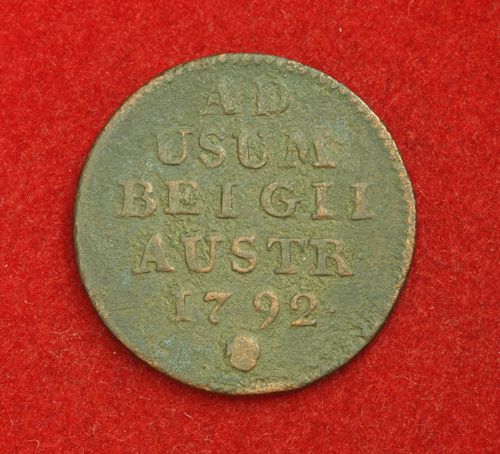 AD
USUM
BELGII
AUSTR
1792